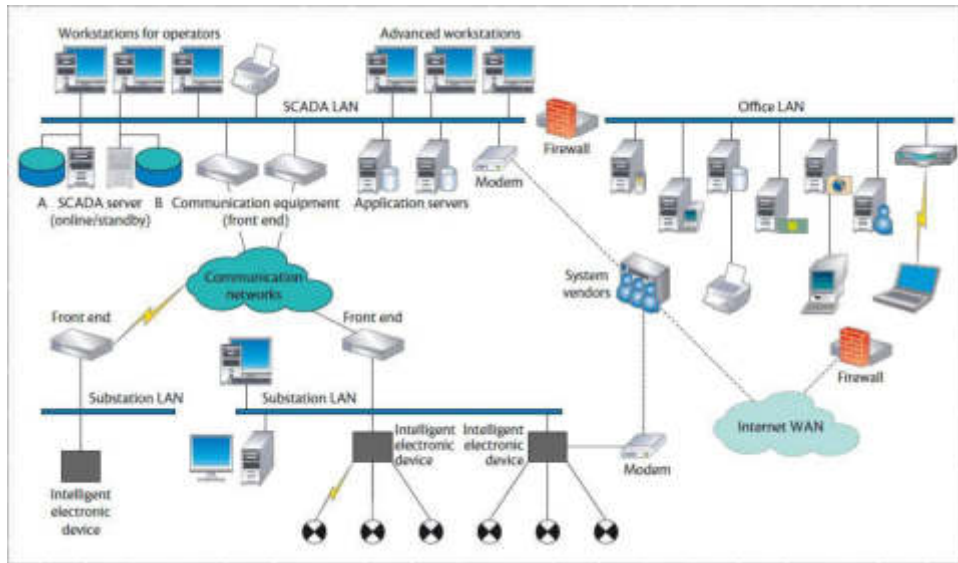 Workstations for operators
Advanced workstations
SCADA LAN
Office LAN
Firewall
Modem
A
SCADA server
(online/standby)
B
Communication equipment
(front end)
Application servers
Communication
networks
System
vendors
Front end
Front end
Firewall
Substation LAN
Substation LAN
Internet WAN
Intelligent
electronic
device
Intelligent
electronic
device
Modem
Intelligent
electronic
device